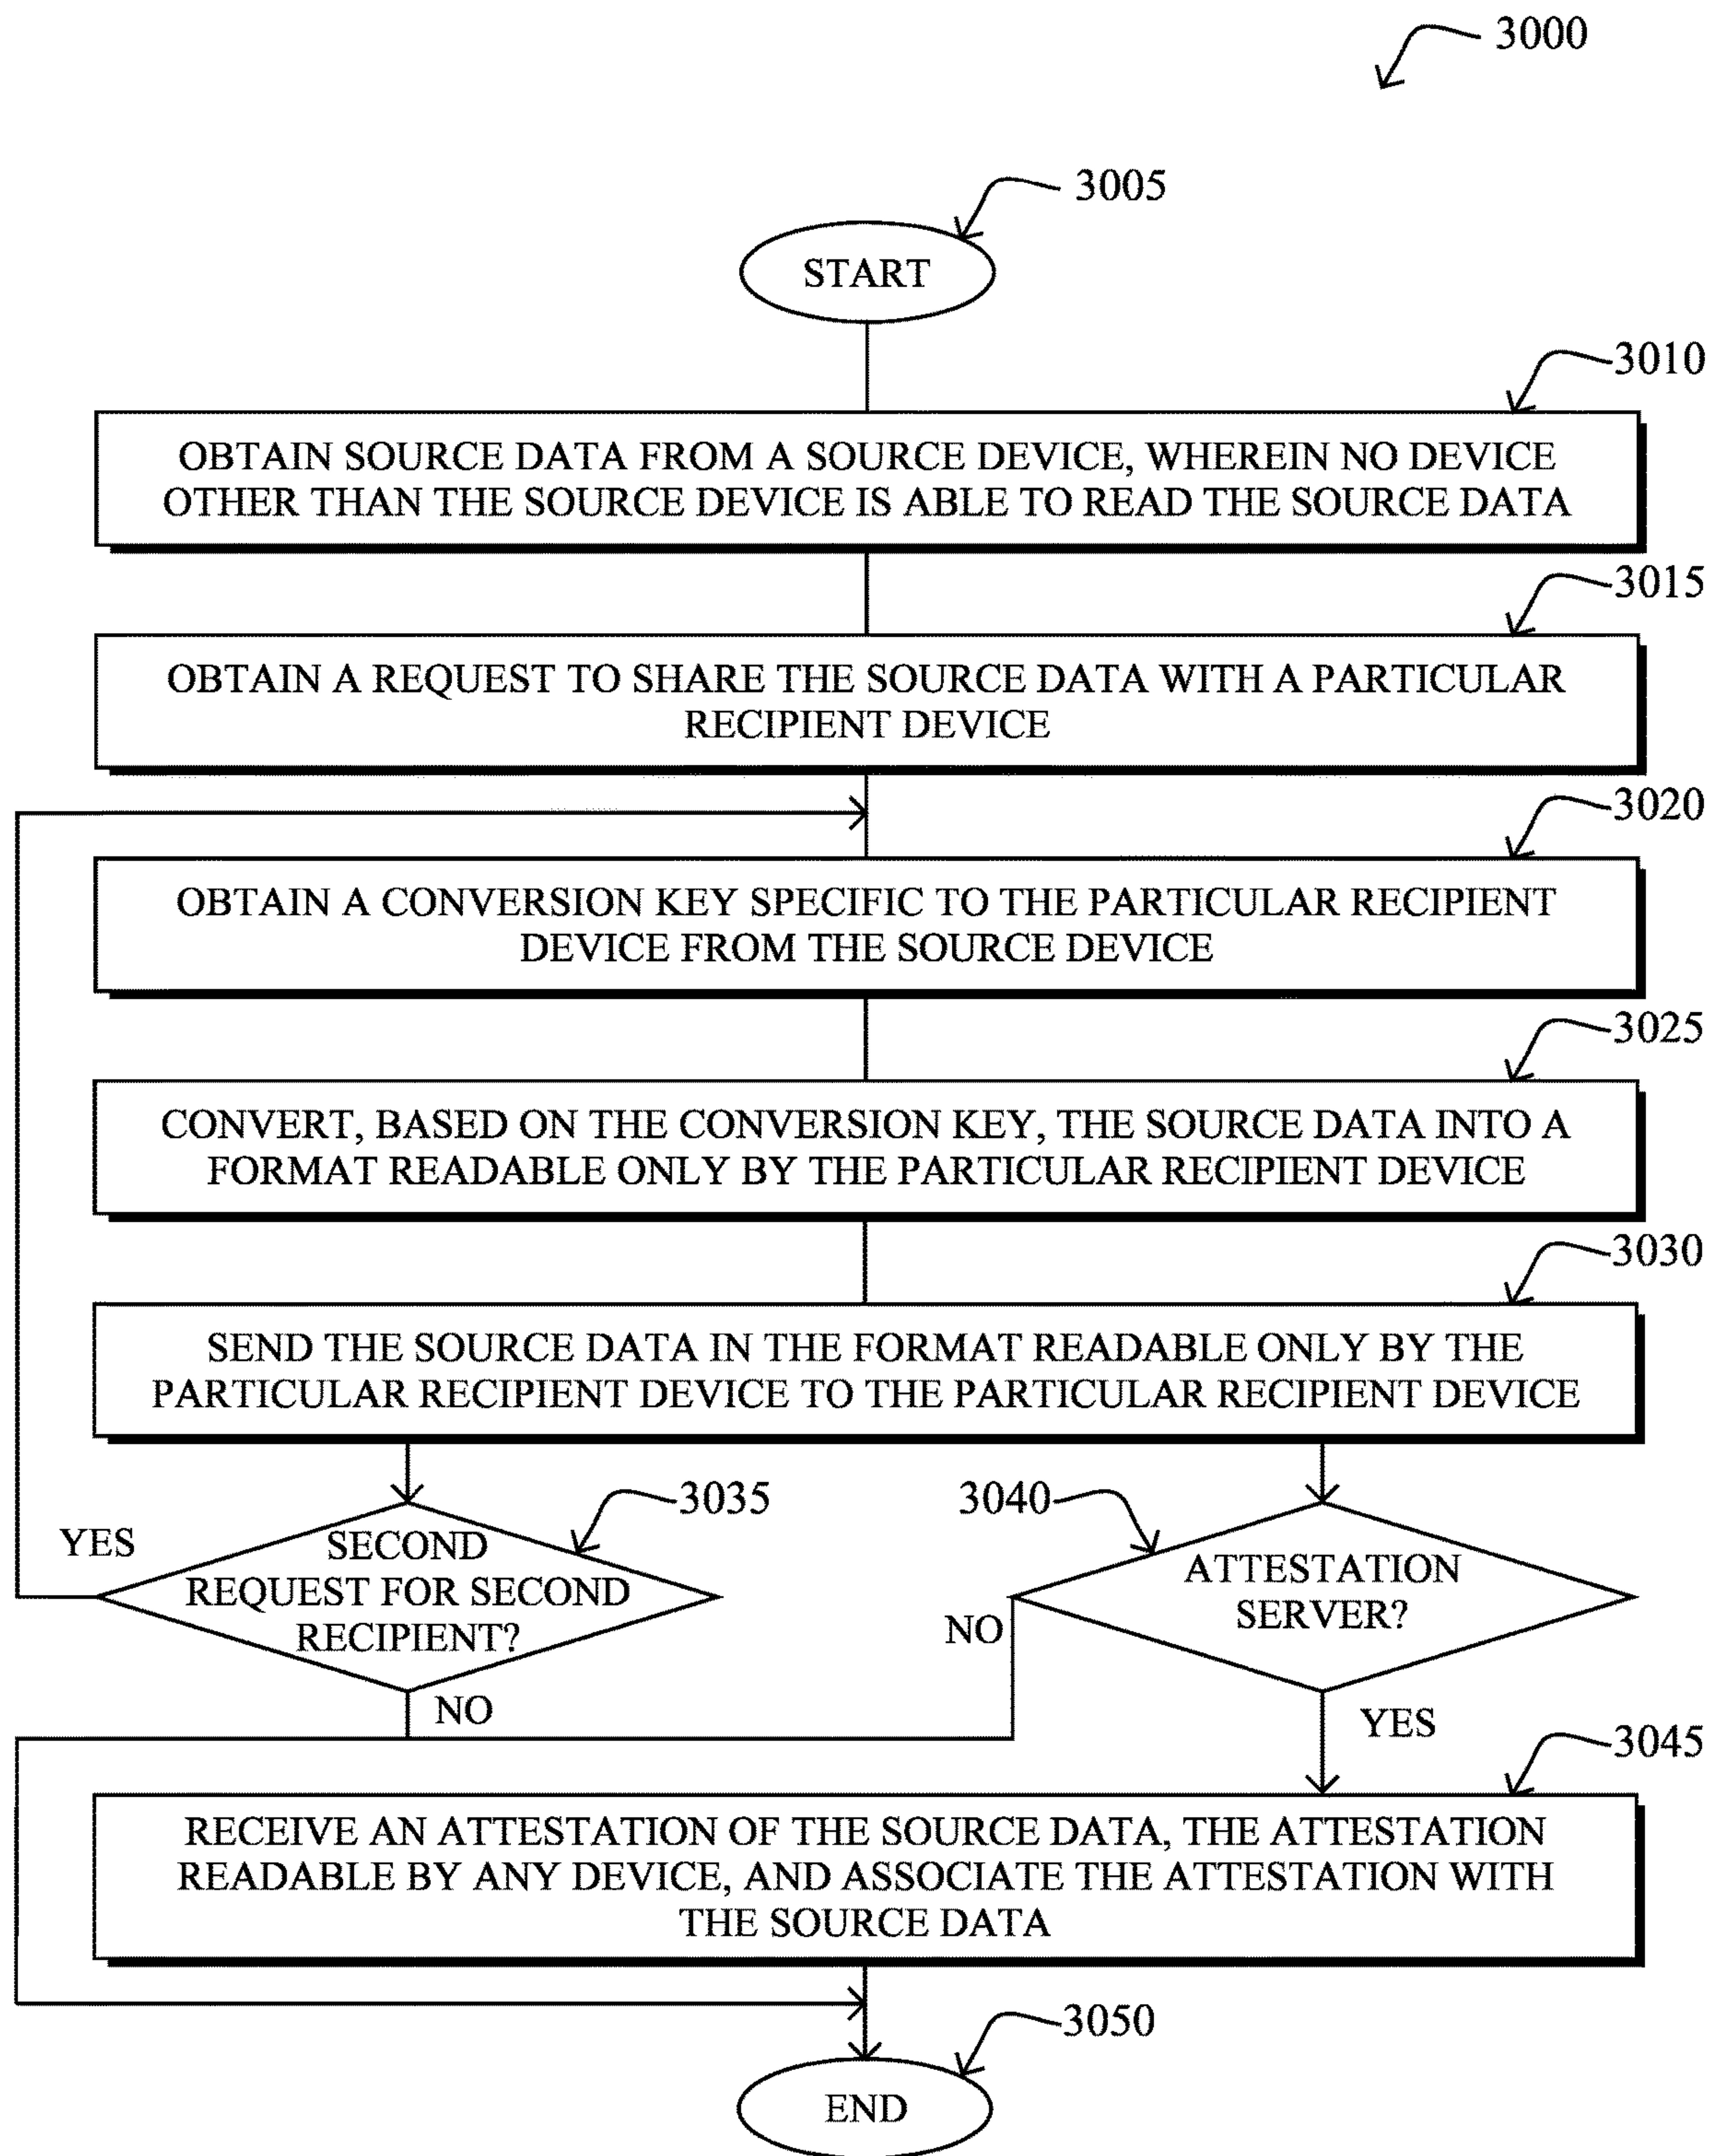 3000
3005
START
3010
OBTAIN SOURCE DATA FROM A SOURCE DEVICE, WHEREIN NO DEVICE
OTHER THAN THE SOURCE DEVICE IS ABLE TO READ THE SOURCE DATA
3015
OBTAIN A REQUEST TO SHARE THE SOURCE DATA WITH A PARTICULAR
RECIPIENT DEVICE
3020
OBTAIN A CONVERSION KEY SPECIFIC TO THE PARTICULAR RECIPIENT
DEVICE FROM THE SOURCE DEVICE
3025
CONVERT, BASED ON THE CONVERSION KEY, THE SOURCE DATA INTO A
FORMAT READABLE ONLY BY THE PARTICULAR RECIPIENT DEVICE
3030
SEND THE SOURCE DATA IN THE FORMAT READABLE ONLY BY THE
PARTICULAR RECIPIENT DEVICE TO THE PARTICULAR RECIPIENT DEVICE
3035
YES
SECOND
REQUEST FOR SECOND
RECIPIENT?
NO
3040
ATTESTATION
SERVER?
NO
YES
3045
RECEIVE AN ATTESTATION OF THE SOURCE DATA, THE ATTESTATION
READABLE BY ANY DEVICE, AND ASSOCIATE THE ATTESTATION WITH
THE SOURCE DATA
3050
END